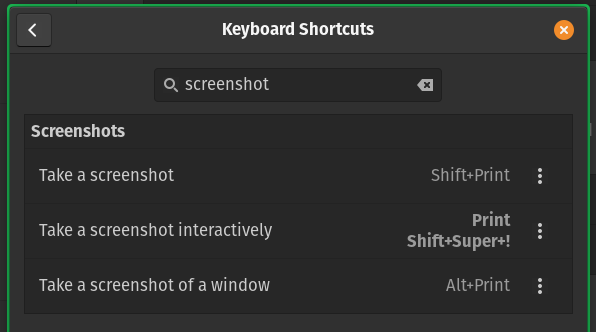 Keyboard Shortcuts
screenshot
Screenshots
Take a screenshot Shift+Print
Take a screenshot interactively Print
Shift+Super+!
Take a screenshot of a window Alt+Print